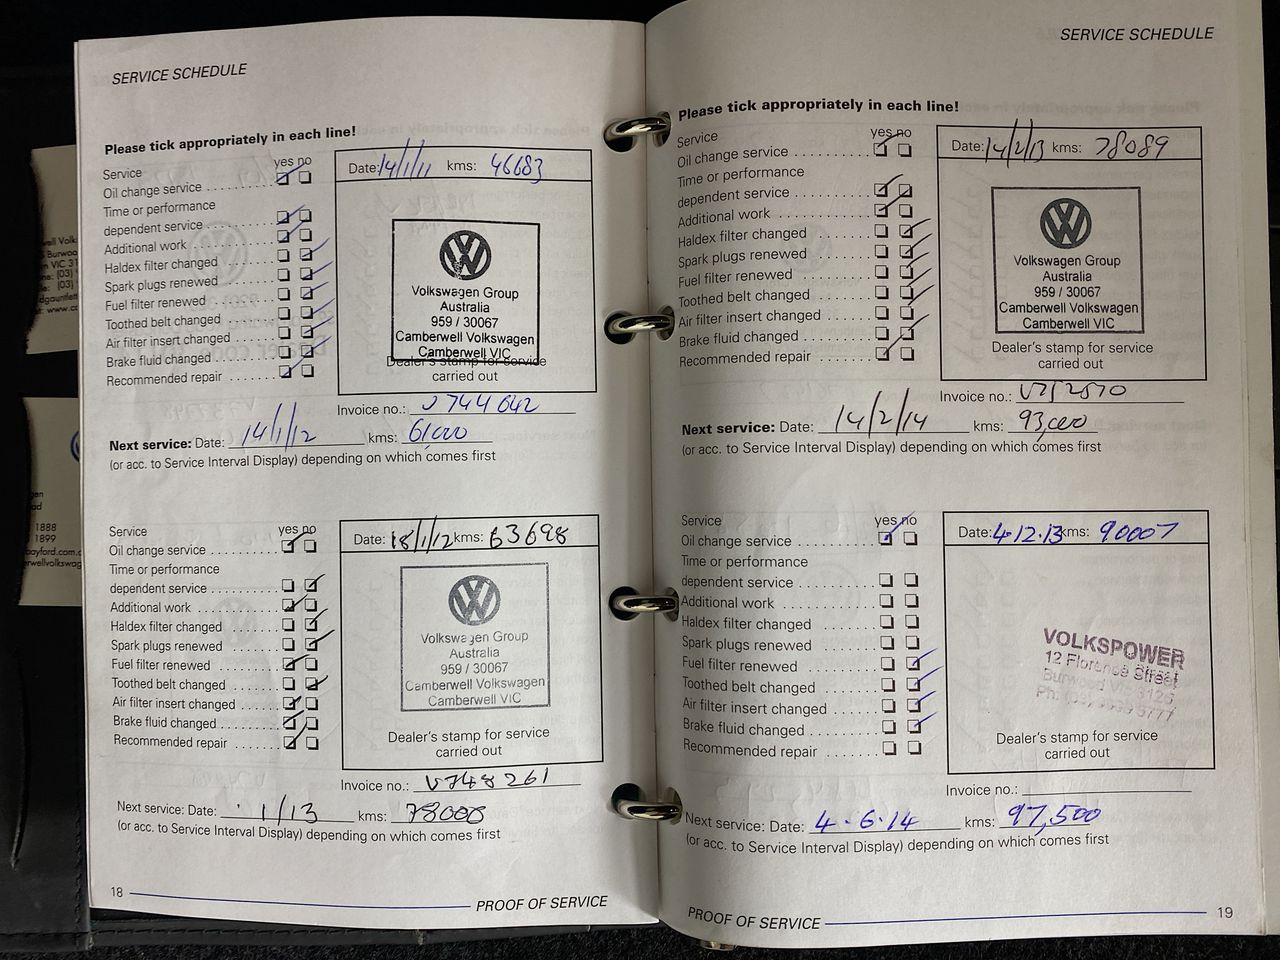 SERVICE SCHEDULE
Please tick appropriately in each line!
yes no
Service
Oil change service
Time or performance
dependent service
Additional work
Haldex filter changed
Spark plugs renewed
Fuel filter renewed
Toothed belt changed
Air filter insert changed
Brake fluid changed
Recommended repair
Date: 14/1/11 kms: 46683
Volkswagen Group
Australia
959 / 30067
Camberwell Volkswagen
Camberwell VIC
Dealer's stamp for service
carried out
Invoice no.: V744642
Next service: Date: 14/1/12 kms: 61,000
(or acc. to Service Interval Display) depending on which comes first
yes no
Service
Oil change service
Time or performance
dependent service
Additional work
Haldex filter changed
Spark plugs renewed
Fuel filter renewed
Toothed belt changed
Air filter insert changed
Brake fluid changed
Recommended repair
Date: 18/1/12 kms: 63698
Volkswagen Group
Australia
959 / 30067
Camberwell Volkswagen
Camberwell VIC
Dealer's stamp for service
carried out
Invoice no.: V748261
Next service: Date: 1/13 kms: 78000
(or acc. to Service Interval Display) depending on which comes first
18
PROOF OF SERVICE
SERVICE SCHEDULE
Please tick appropriately in each line!
yes no
Service
Oil change service
Time or performance
dependent service
Additional work
Haldex filter changed
Spark plugs renewed
Fuel filter renewed
Toothed belt changed
Air filter insert changed
Brake fluid changed
Recommended repair
Date: 14/2/13 kms: 78089
Volkswagen Group
Australia
959 / 30067
Camberwell Volkswagen
Camberwell VIC
Dealer's stamp for service
carried out
Invoice no.:
Next service: Date: 14/2/14 kms: 93,000
(or acc. to Service Interval Display) depending on which comes first
yes no
Service
Oil change service
Time or performance
dependent service
Additional work
Haldex filter changed
Spark plugs renewed
Fuel filter renewed
Toothed belt changed
Air filter insert changed
Brake fluid changed
Recommended repair
Date: 4.12.13 kms: 90007
VOLKSPOWER
12 Florence Street
Burwood Vic 3125
Dealer's stamp for service
carried out
Invoice no.:
Next service: Date: 4.6.14 kms: 97,500
(or acc. to Service Interval Display) depending on which comes first
PROOF OF SERVICE
19
1888
1899